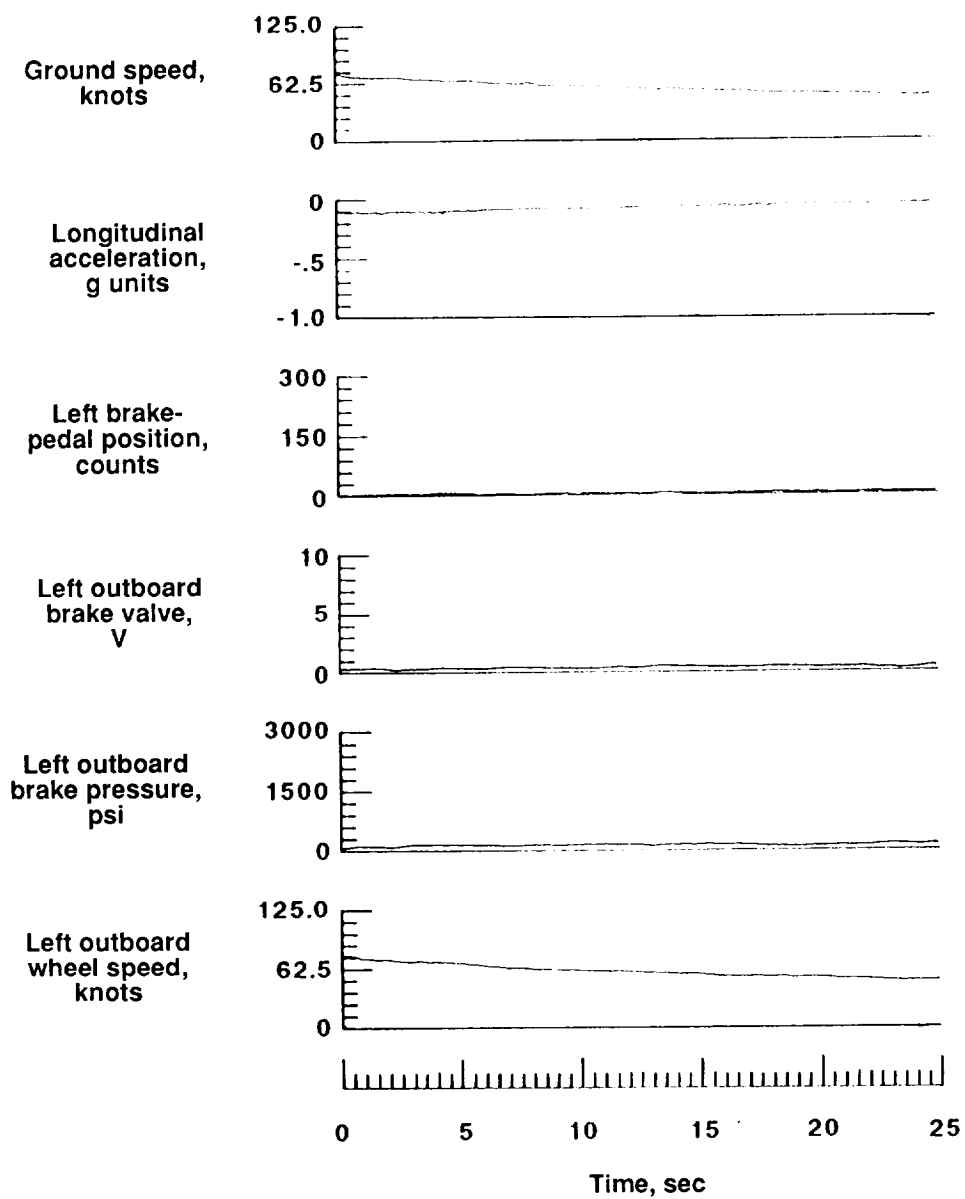 Ground speed,
knots
125.0
62.5
0
Longitudinal
acceleration,
g units
0
-.5
-1.0
Left brake-
pedal position,
counts
300
150
0
Left outboard
brake valve,
V
10
5
0
Left outboard
brake pressure,
psi
3000
1500
0
Left outboard
wheel speed,
knots
125.0
62.5
0
0 5 10 15 20 25
Time, sec